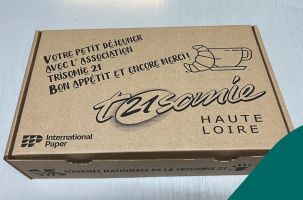 VOTRE PETIT DÉJEUNER
AVEC L'ASSOCIATION
TRISOMIE 21
BON APPÉTIT ET ENCORE MERCI!
t21somie
HAUTE
LOIRE
International
Paper
JOURNÉE NATIONALE DE LA TRISOMIE 21